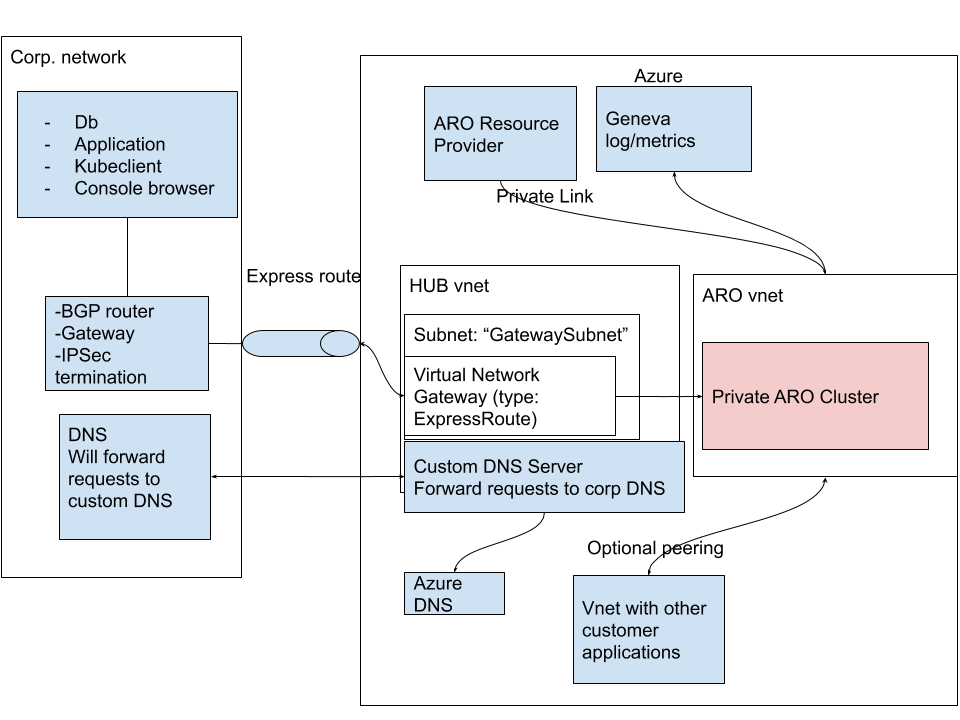 Corp. network
- Db
- Application
- Kubeclient
- Console browser
-BGP router
-Gateway
-IPSec
termination
DNS
Will forward
requests to
custom DNS
Express route
Azure
ARO Resource
Provider
Geneva
log/metrics
Private Link
HUB vnet
Subnet: “GatewaySubnet”
Virtual Network
Gateway (type:
ExpressRoute)
Custom DNS Server
Forward requests to corp DNS
Azure
DNS
ARO vnet
Private ARO Cluster
Optional peering
Vnet with other
customer
applications